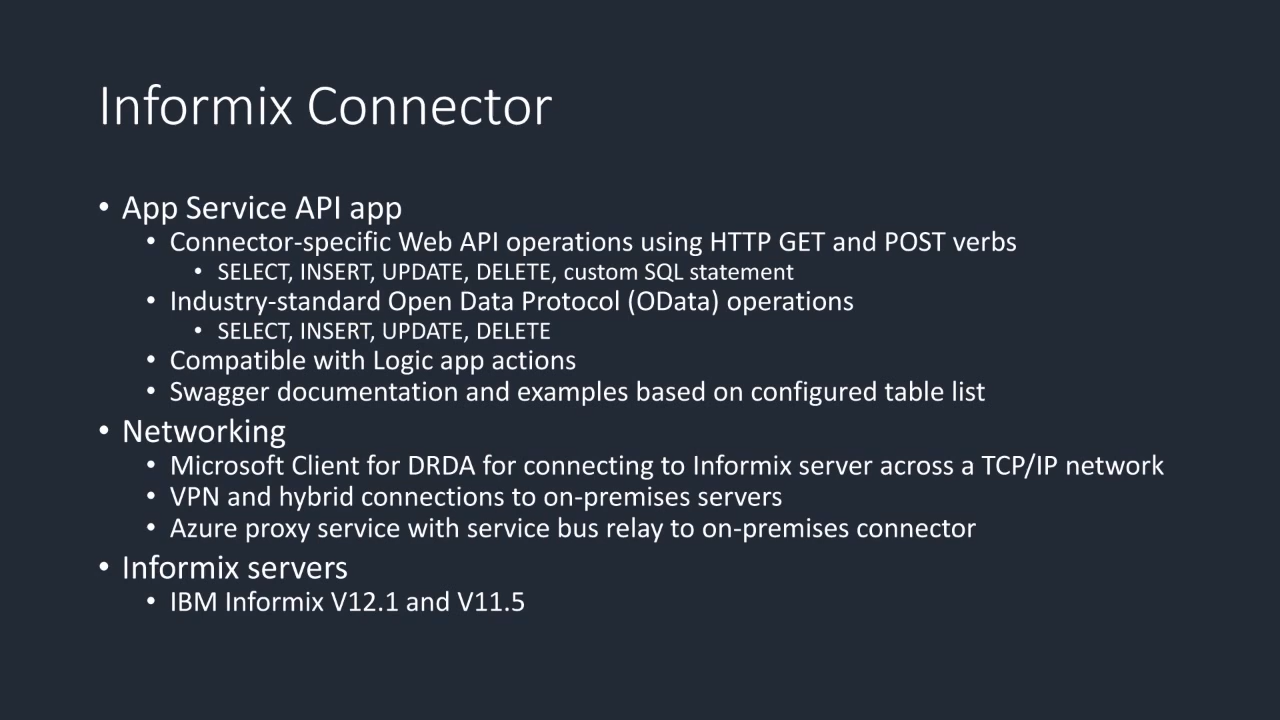 Informix Connector
• App Service API app
• Connector-specific Web API operations using HTTP GET and POST verbs
• SELECT, INSERT, UPDATE, DELETE, custom SQL statement
• Industry-standard Open Data Protocol (OData) operations
• SELECT, INSERT, UPDATE, DELETE
• Compatible with Logic app actions
• Swagger documentation and examples based on configured table list
• Networking
• Microsoft Client for DRDA for connecting to Informix server across a TCP/IP network
• VPN and hybrid connections to on-premises servers
• Azure proxy service with service bus relay to on-premises connector
• Informix servers
• IBM Informix V12.1 and V11.5